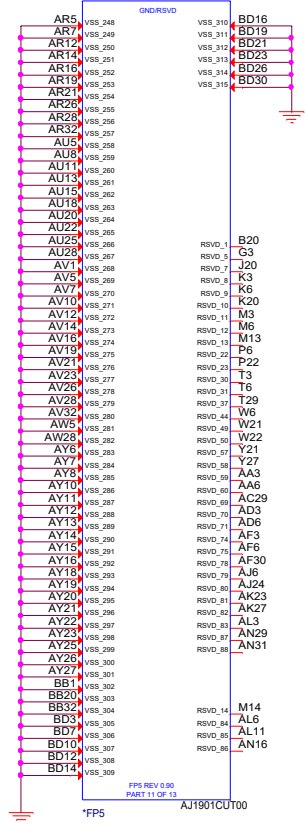 GND/RSVD
AR5 VSS_248 VSS_310 BD16
AR7 VSS_249 VSS_311 BD19
AR12 VSS_250 VSS_312 BD21
AR14 VSS_251 VSS_313 BD23
AR16 VSS_252 VSS_314 BD26
AR19 VSS_253 VSS_315 BD30
AR21 VSS_254
AR26 VSS_255
AR28 VSS_256
AR32 VSS_257
AU5 VSS_258
AU8 VSS_259
AU11 VSS_260
AU13 VSS_261
AU15 VSS_262
AU18 VSS_263
AU20 VSS_264
AU22 VSS_265
AU25 VSS_266 RSVD_1 B20
AU28 VSS_267 RSVD_5 G3
AV1 VSS_268 RSVD_7 J20
AV5 VSS_269 RSVD_8 K3
AV7 VSS_270 RSVD_9 K6
AV10 VSS_271 RSVD_10 K20
AV12 VSS_272 RSVD_11 M3
AV14 VSS_273 RSVD_12 M6
AV16 VSS_274 RSVD_13 M13
AV19 VSS_275 RSVD_22 P6
AV21 VSS_276 RSVD_23 P22
AV23 VSS_277 RSVD_30 T3
AV26 VSS_278 RSVD_31 T6
AV28 VSS_279 RSVD_37 T29
AV32 VSS_280 RSVD_44 W6
AW5 VSS_281 RSVD_49 W21
AW28 VSS_282 RSVD_50 W22
AY6 VSS_283 RSVD_57 Y21
AY7 VSS_284 RSVD_58 Y27
AY8 VSS_285 RSVD_59 AA3
AY10 VSS_286 RSVD_60 AA6
AY11 VSS_287 RSVD_69 AC29
AY12 VSS_288 RSVD_70 AD3
AY13 VSS_289 RSVD_71 AD6
AY14 VSS_290 RSVD_74 AF3
AY15 VSS_291 RSVD_75 AF6
AY16 VSS_292 RSVD_78 AF30
AY18 VSS_293 RSVD_79 AJ6
AY19 VSS_294 RSVD_80 AJ24
AY20 VSS_295 RSVD_81 AK23
AY21 VSS_296 RSVD_82 AK27
AY22 VSS_297 RSVD_83 AL3
AY23 VSS_298 RSVD_87 AN29
AY25 VSS_299 RSVD_88 AN31
AY26 VSS_300
AY27 VSS_301
BB1 VSS_302
BB20 VSS_303
BB32 VSS_304 RSVD_14 M14
BD3 VSS_305 RSVD_84 AL6
BD7 VSS_306 RSVD_85 AL11
BD10 VSS_307 RSVD_86 AN16
BD12 VSS_308
BD14 VSS_309
FP5 REV 0.90
PART 11 OF 13
*FP5 AJ1901CUT00